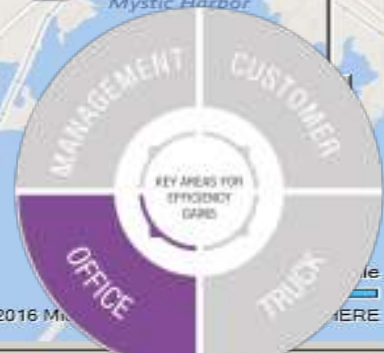 Mystic Harbor
MANAGEMENT
CUSTOMER
KEY AREAS FOR
EFFICIENCY
GAINS
OFFICE
TRUCK
2016
HERE